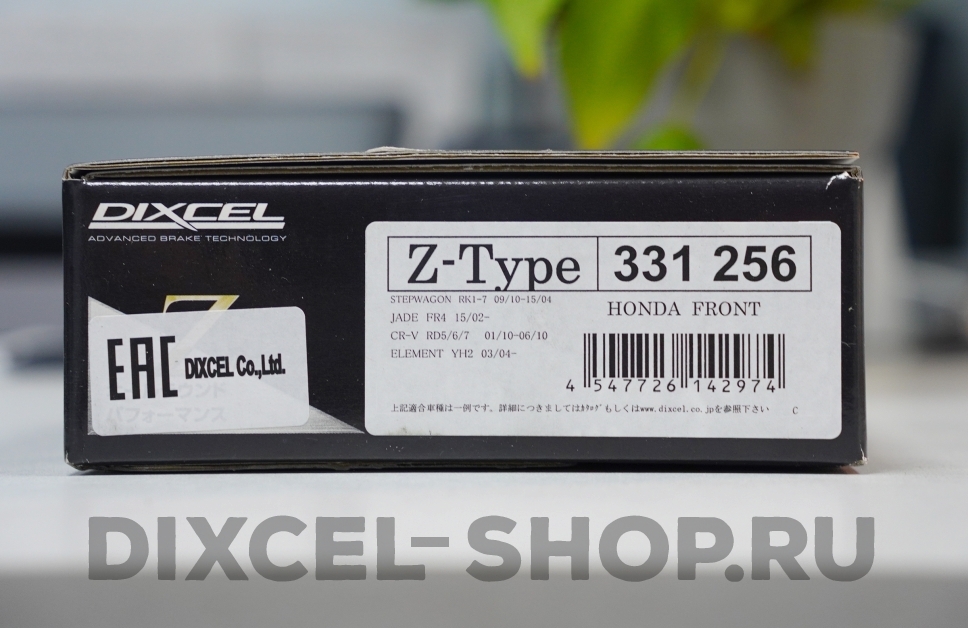 DIXCEL
ADVANCED BRAKE TECHNOLOGY
Z-Type 331 256
STEPWAGON RK1-7 09/10-15/04
JADE FR4 15/02-
CR-V RD5/6/7 01/10-06/10
ELEMENT YH2 03/04-
HONDA FRONT
4 547726 142974
上記適合車種は一例です。詳細につきましてはｶﾀﾛｸﾞもしくはwww.dixcel.co.jpを参照下さい C
Z
EAC DIXCEL Co.,Ltd.
パフォーマンス
DIXCEL-SHOP.RU